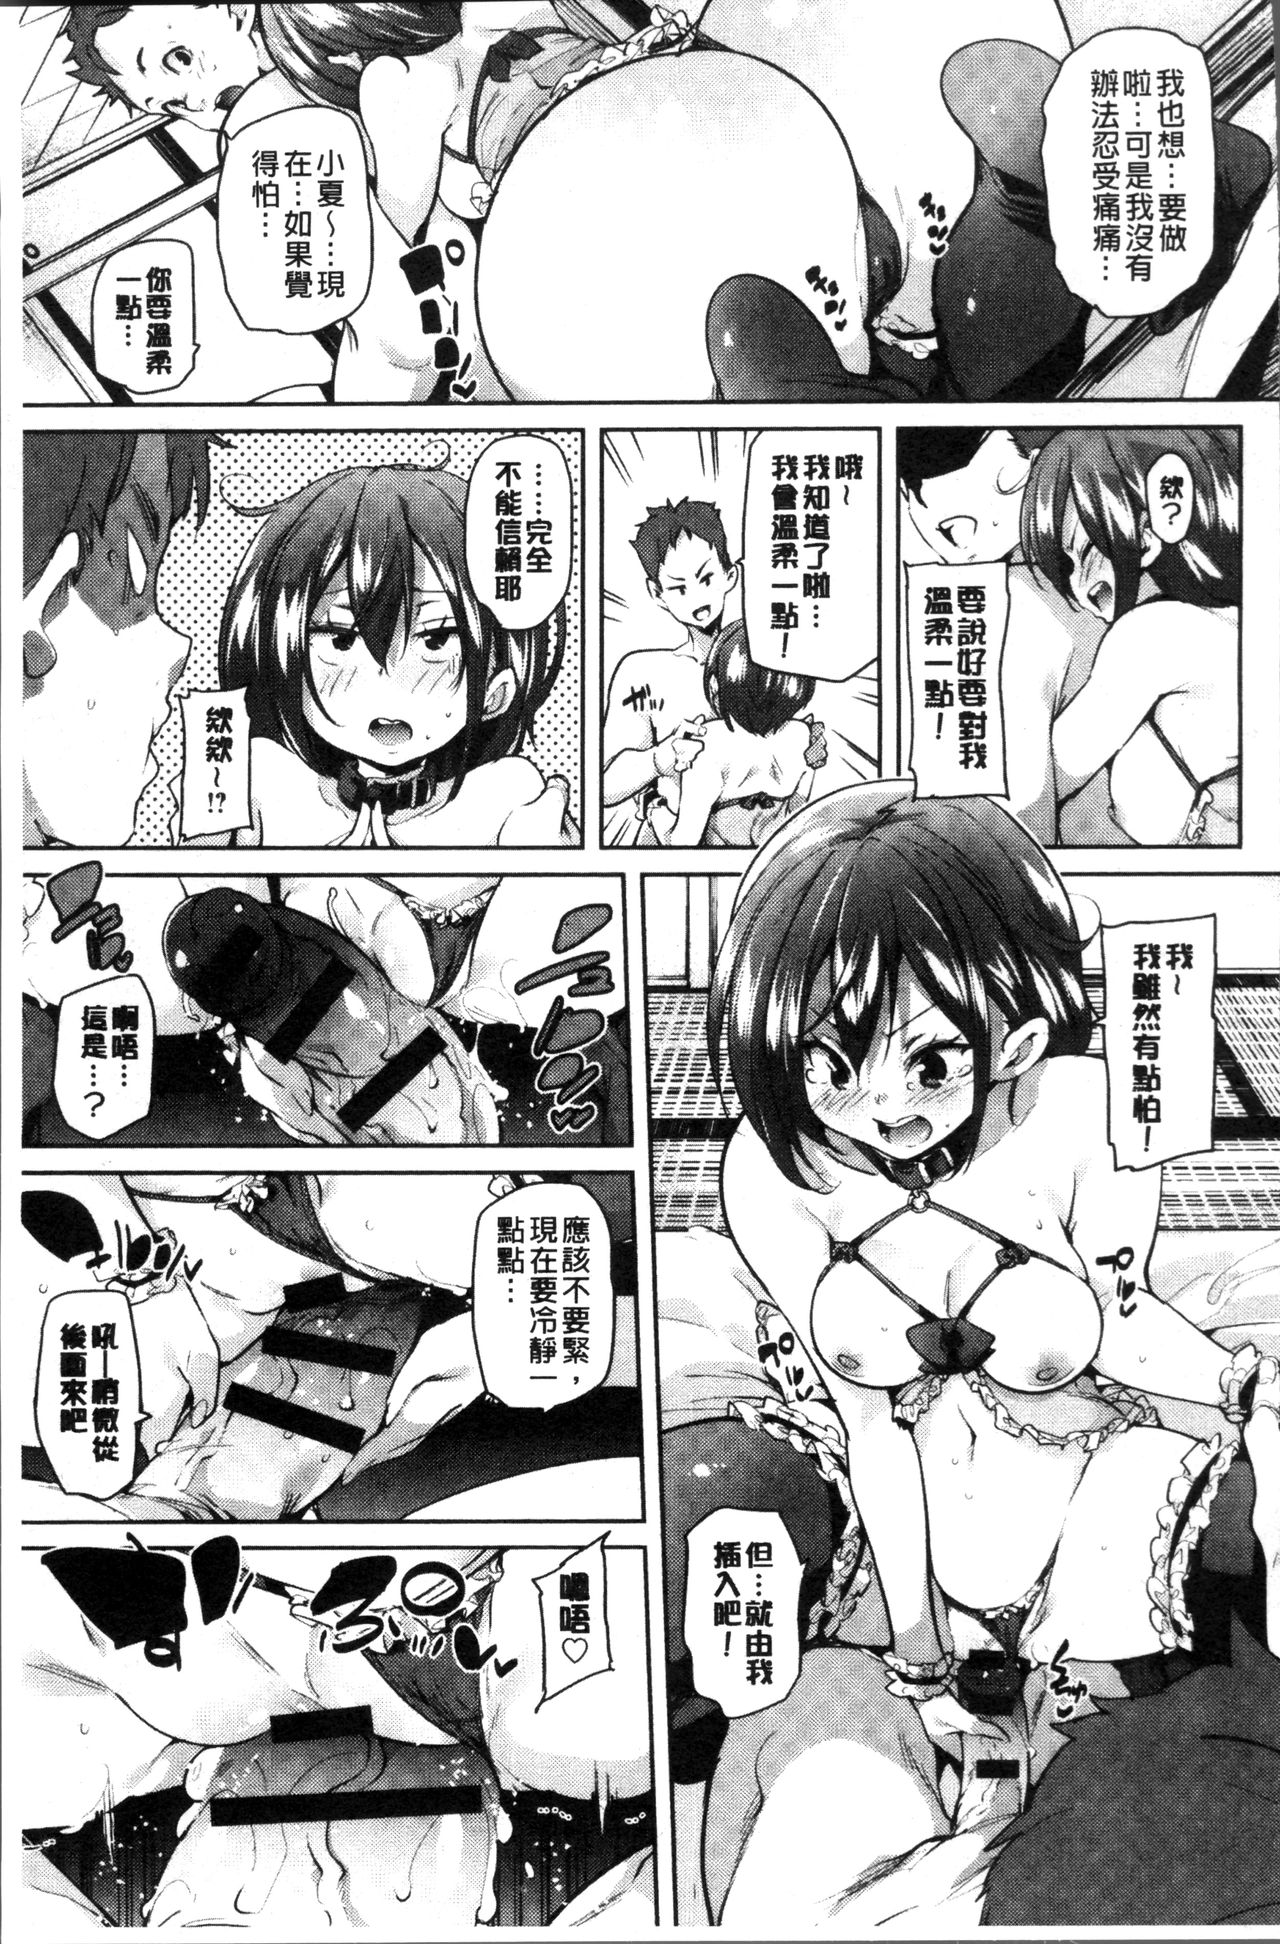 我也想…要做
啦…可是我沒有
辦法忍受痛痛…
小夏～…現
在…如果覺
得怕…
你要溫柔
一點…
欸？
要說好要對我
溫柔一點！
哦～
我知道了啦…
我會溫柔一點！
……完全
不能信賴耶
欸欸～!?
我～
我雖然有點怕！
但…就由我
插入吧！
啊唔…
這是…？
應該不要緊，
現在要冷靜一
點點…
吼—稍微從
後面來吧
嗯唔♡